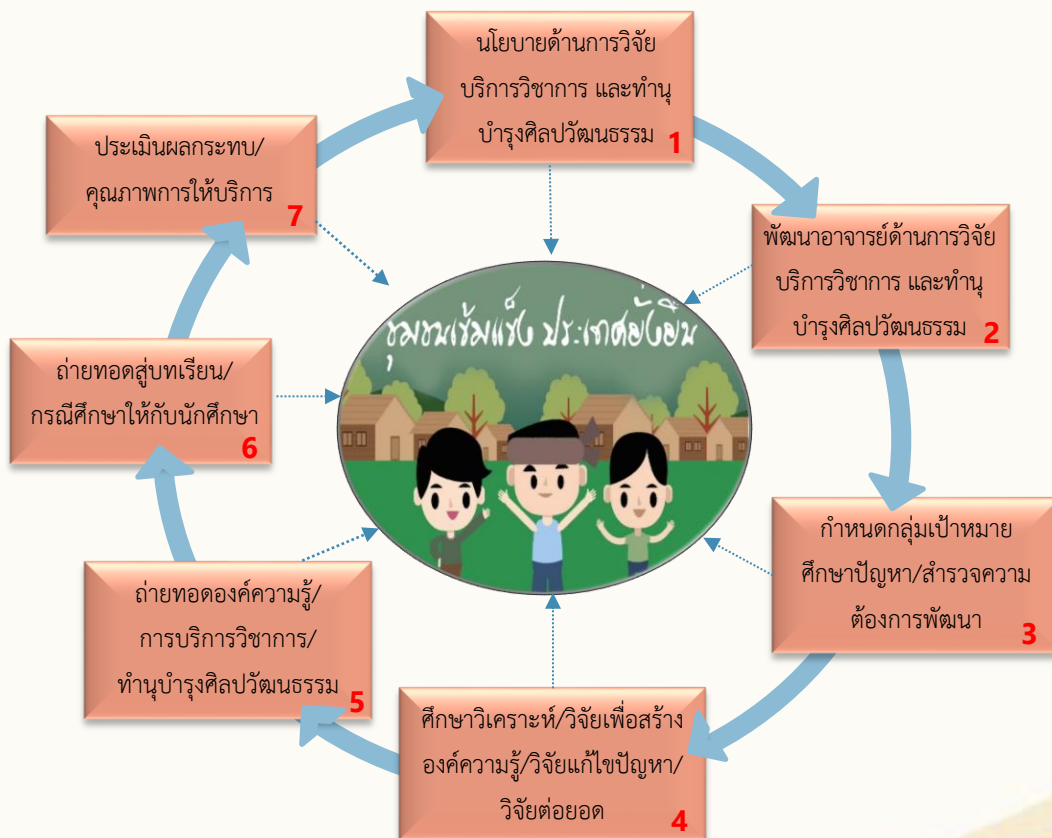 นโยบายด้านการวิจัย
บริการวิชาการ และทำนุ
บำรุงศิลปวัฒนธรรม
1
พัฒนาอาจารย์ด้านการวิจัย
บริการวิชาการ และทำนุ
บำรุงศิลปวัฒนธรรม
2
กำหนดกลุ่มเป้าหมาย
ศึกษาปัญหา/สำรวจความ
ต้องการพัฒนา
3
ศึกษาวิเคราะห์/วิจัยเพื่อสร้าง
องค์ความรู้/วิจัยแก้ไขปัญหา/
วิจัยต่อยอด
4
ถ่ายทอดองค์ความรู้/
การบริการวิชาการ/
ทำนุบำรุงศิลปวัฒนธรรม
5
ถ่ายทอดสู่บทเรียน/
กรณีศึกษาให้กับนักศึกษา
6
ประเมินผลกระทบ/
คุณภาพการให้บริการ
7
ชุมชนเข้มแข็ง ประเทศยั่งยืน